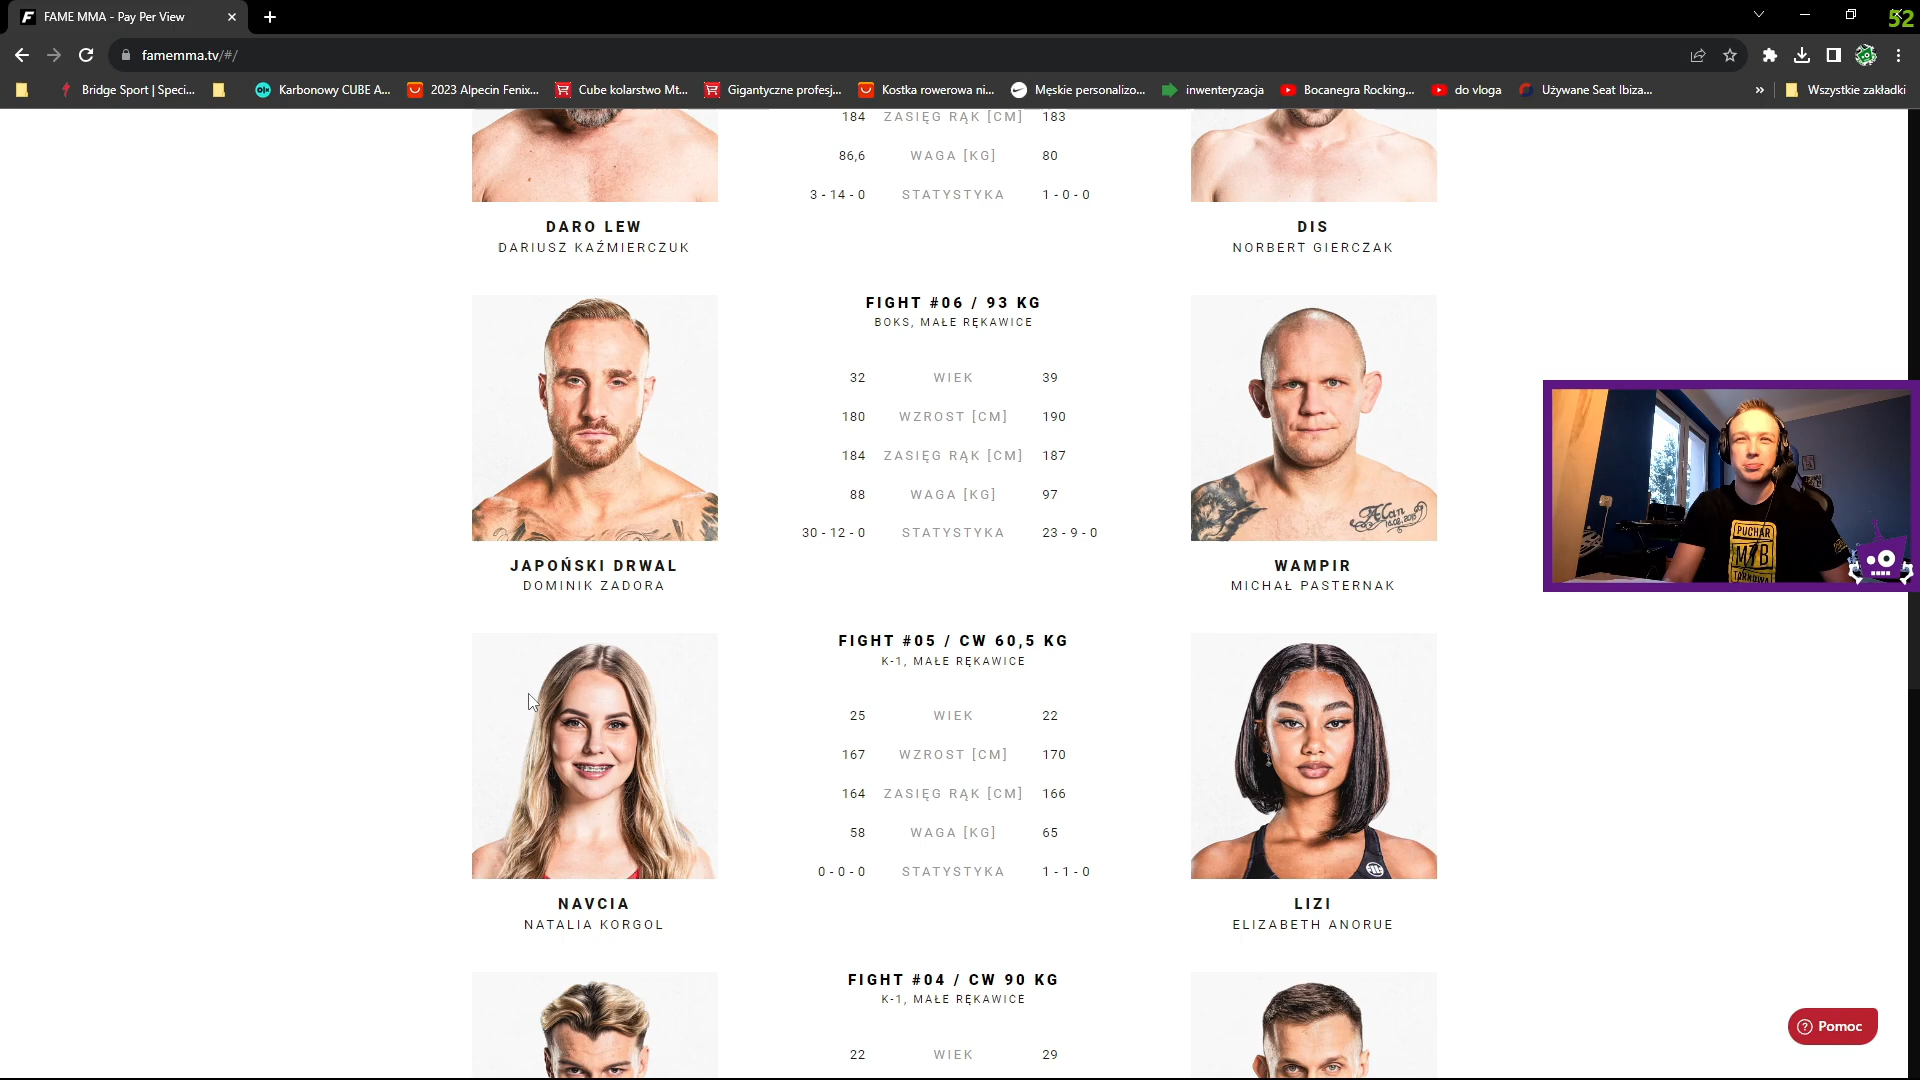 FAME MMA - Pay Per View
52
famemma.tv/#/
Bridge Sport | Speci...
Karbonowy CUBE A...
2023 Alpecin Fenix...
Cube kolarstwo Mt...
Gigantyczne profesj...
Kostka rowerowa ni...
Męskie personalizo...
inwenteryzacja
Bocanegra Rocking...
do vloga
Używane Seat Ibiza...
»
Wszystkie zakładki
184 ZASIĘG RĄK [CM] 183
86,6 WAGA [KG] 80
3 - 14 - 0 STATYSTYKA 1 - 0 - 0
DARO LEW
DARIUSZ KAŹMIERCZUK
DIS
NORBERT GIERCZAK
FIGHT #06 / 93 KG
BOKS, MAŁE RĘKAWICE
32 WIEK 39
180 WZROST [CM] 190
184 ZASIĘG RĄK [CM] 187
88 WAGA [KG] 97
30 - 12 - 0 STATYSTYKA 23 - 9 - 0
Alan
JAPOŃSKI DRWAL
DOMINIK ZADORA
WAMPIR
MICHAŁ PASTERNAK
PUCHAR
MTB
TARNOWA
FIGHT #05 / CW 60,5 KG
K-1, MAŁE RĘKAWICE
25 WIEK 22
167 WZROST [CM] 170
164 ZASIĘG RĄK [CM] 166
58 WAGA [KG] 65
0 - 0 - 0 STATYSTYKA 1 - 1 - 0
NAVCIA
NATALIA KORGOL
LIZI
ELIZABETH ANORUE
FIGHT #04 / CW 90 KG
K-1, MAŁE RĘKAWICE
22 WIEK 29
Pomoc